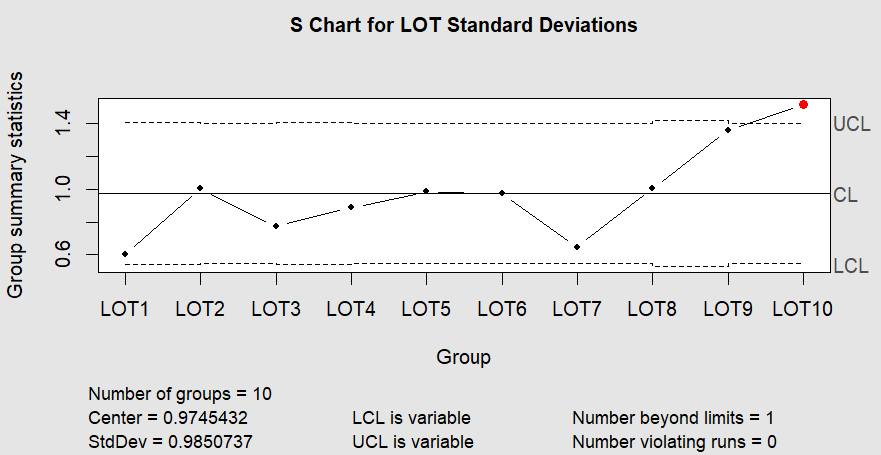 S Chart for LOT Standard Deviations
Group summary statistics
1.4
1.0
0.6
UCL
CL
LCL
LOT1 LOT2 LOT3 LOT4 LOT5 LOT6 LOT7 LOT8 LOT9 LOT10
Group
Number of groups = 10
Center = 0.9745432 LCL is variable Number beyond limits = 1
StdDev = 0.9850737 UCL is variable Number violating runs = 0